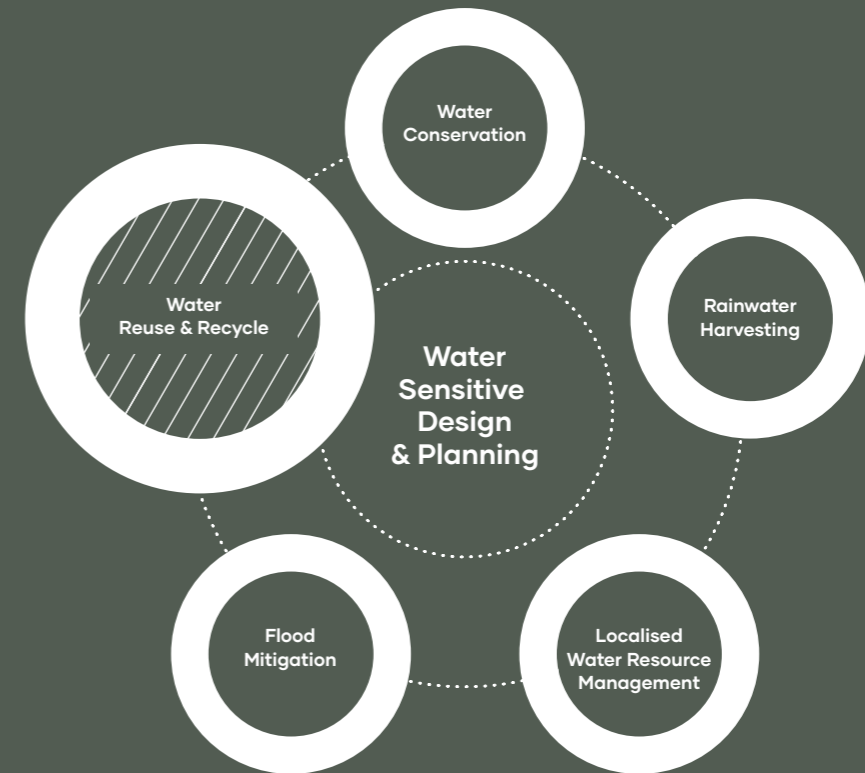 Water
Conservation
Water
Reuse & Recycle
Rainwater
Harvesting
Water
Sensitive
Design
& Planning
Flood
Mitigation
Localised
Water Resource
Management